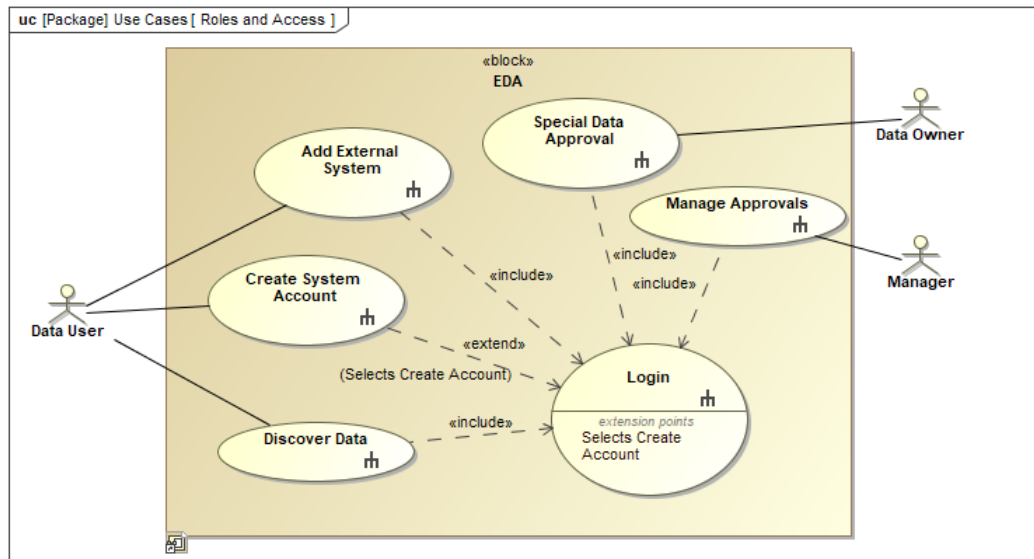 uc [Package] Use Cases [ Roles and Access ]
«block»
EDA
Special Data
Approval
Data Owner
Add External
System
Manage Approvals
«include»
«include»
«include»
Manager
Create System
Account
Data User
«extend»
(Selects Create Account)
Login
extension points
Selects Create
Account
«include»
Discover Data